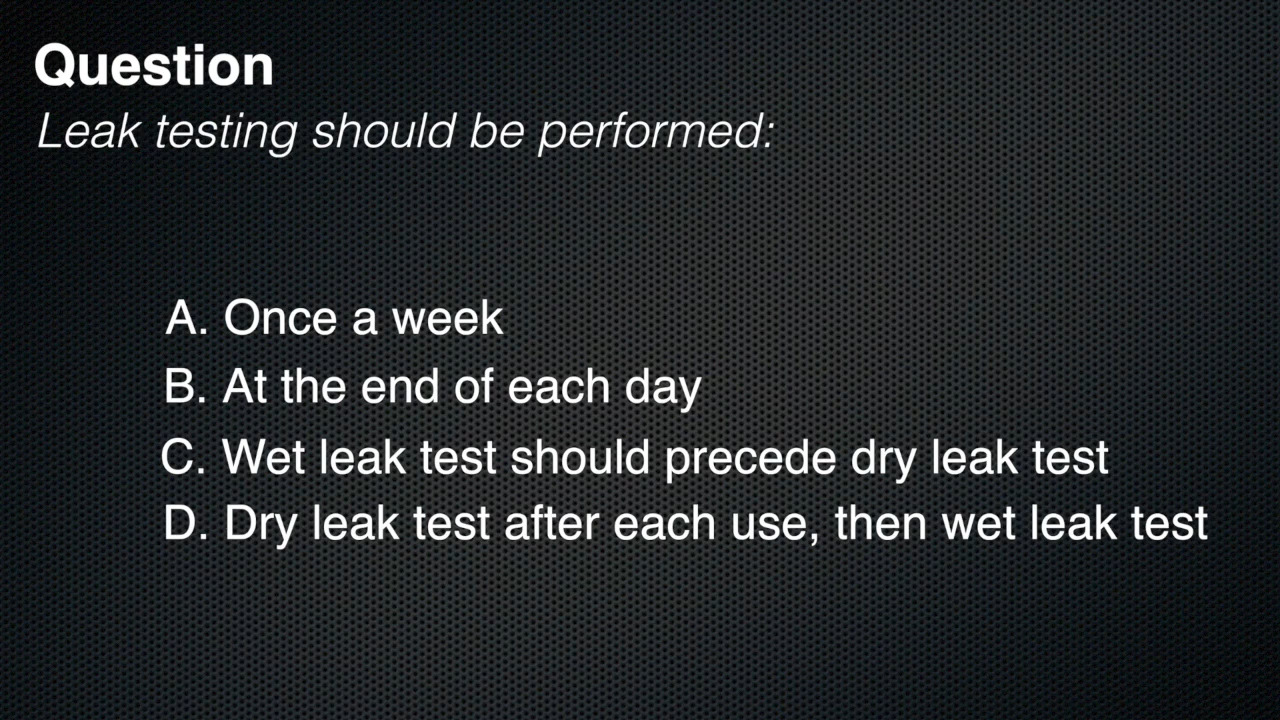 Question
Leak testing should be performed:
A. Once a week
B. At the end of each day
C. Wet leak test should precede dry leak test
D. Dry leak test after each use, then wet leak test